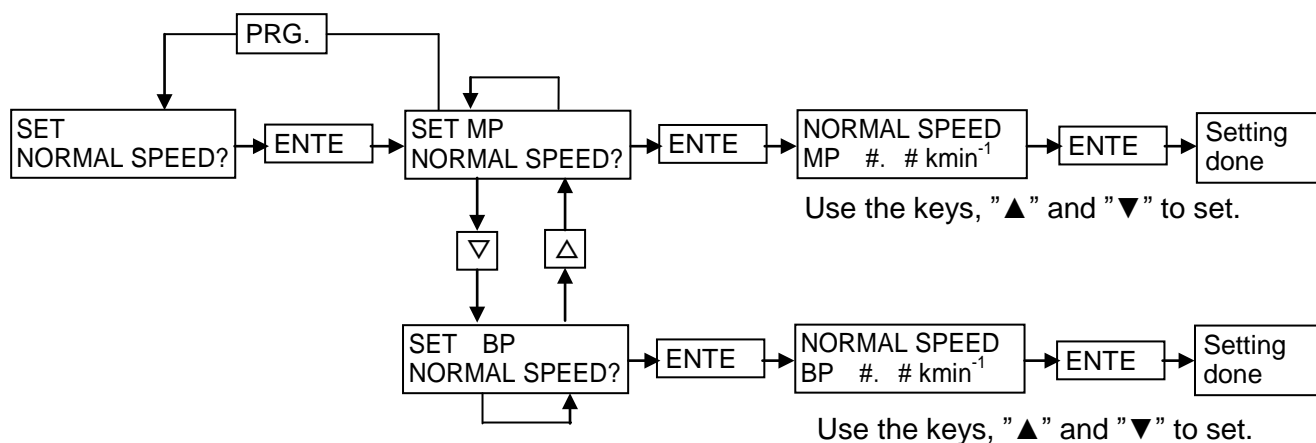 PRG.
SET
NORMAL SPEED?
ENTE
SET MP
NORMAL SPEED?
ENTE
NORMAL SPEED
MP #. # kmin⁻¹
ENTE
Setting
done
Use the keys, ”▲” and ”▼” to set.
▽
△
SET BP
NORMAL SPEED?
ENTE
NORMAL SPEED
BP #. # kmin⁻¹
ENTE
Setting
done
Use the keys, ”▲” and ”▼” to set.